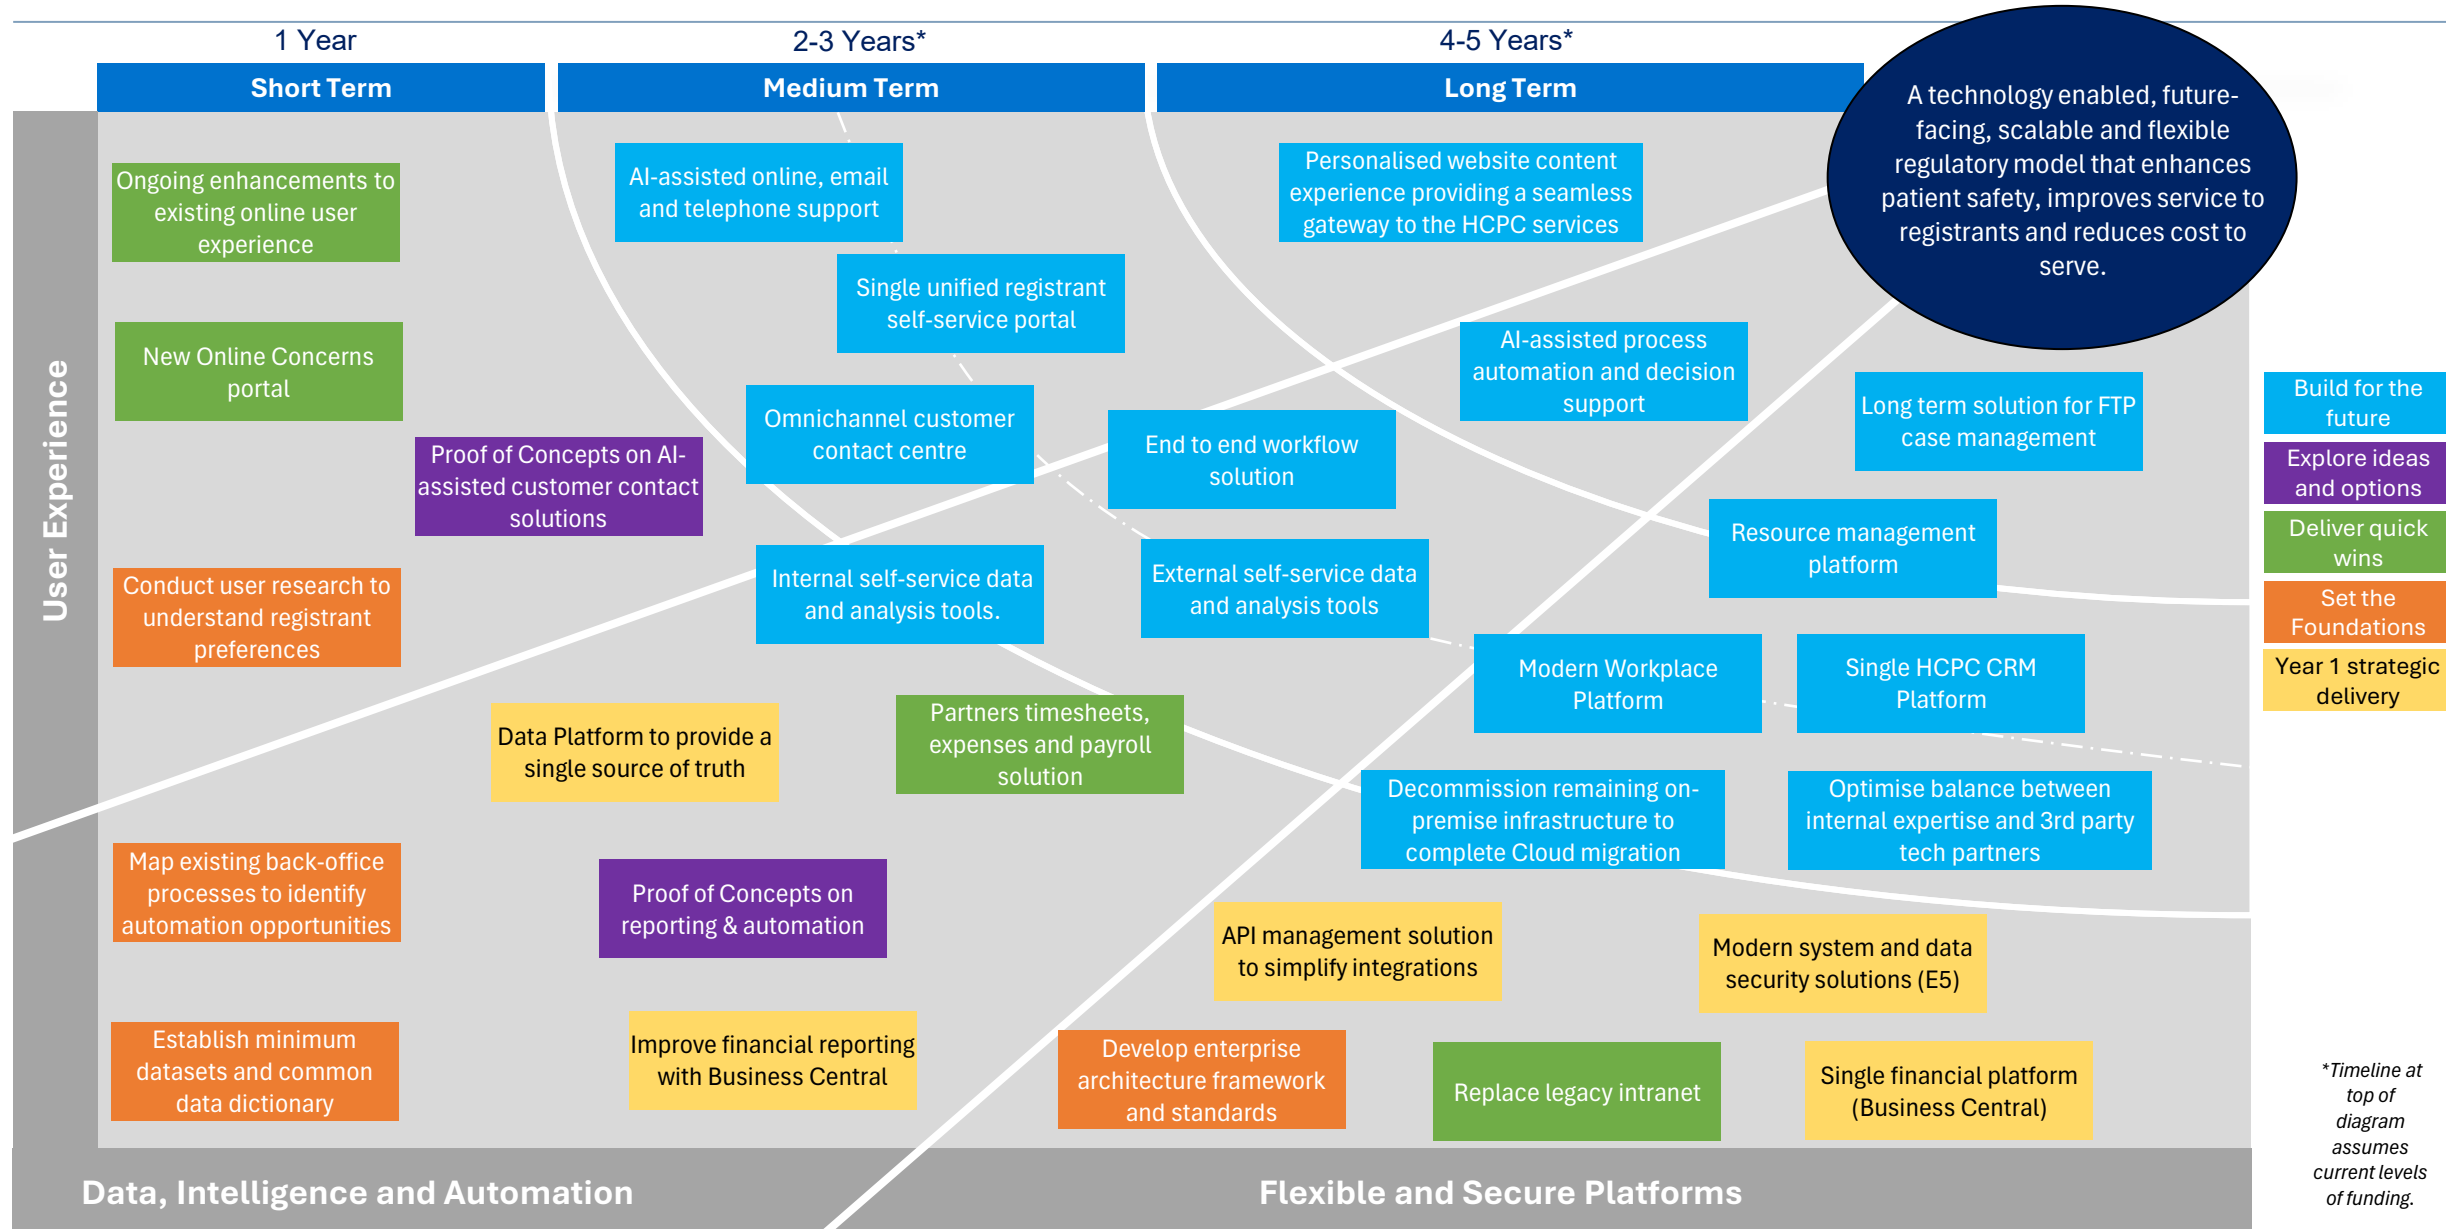 1 Year
2-3 Years*
4-5 Years*
Short Term
Medium Term
Long Term
A technology enabled, future-
facing, scalable and flexible
regulatory model that enhances
patient safety, improves service to
registrants and reduces cost to
serve.
User Experience
Ongoing enhancements to
existing online user
experience
AI-assisted online, email
and telephone support
Personalised website content
experience providing a seamless
gateway to the HCPC services
Single unified registrant
self-service portal
New Online Concerns
portal
AI-assisted process
automation and decision
support
Long term solution for FTP
case management
Omnichannel customer
contact centre
End to end workflow
solution
Proof of Concepts on AI-
assisted customer contact
solutions
Resource management
platform
Internal self-service data
and analysis tools.
External self-service data
and analysis tools
Conduct user research to
understand registrant
preferences
Modern Workplace
Platform
Single HCPC CRM
Platform
Data Platform to provide a
single source of truth
Partners timesheets,
expenses and payroll
solution
Decommission remaining on-
premise infrastructure to
complete Cloud migration
Optimise balance between
internal expertise and 3rd party
tech partners
Map existing back-office
processes to identify
automation opportunities
Proof of Concepts on
reporting & automation
API management solution
to simplify integrations
Modern system and data
security solutions (E5)
Establish minimum
datasets and common
data dictionary
Improve financial reporting
with Business Central
Develop enterprise
architecture framework
and standards
Replace legacy intranet
Single financial platform
(Business Central)
Data, Intelligence and Automation
Flexible and Secure Platforms
Build for the
future
Explore ideas
and options
Deliver quick
wins
Set the
Foundations
Year 1 strategic
delivery
*Timeline at
top of
diagram
assumes
current levels
of funding.